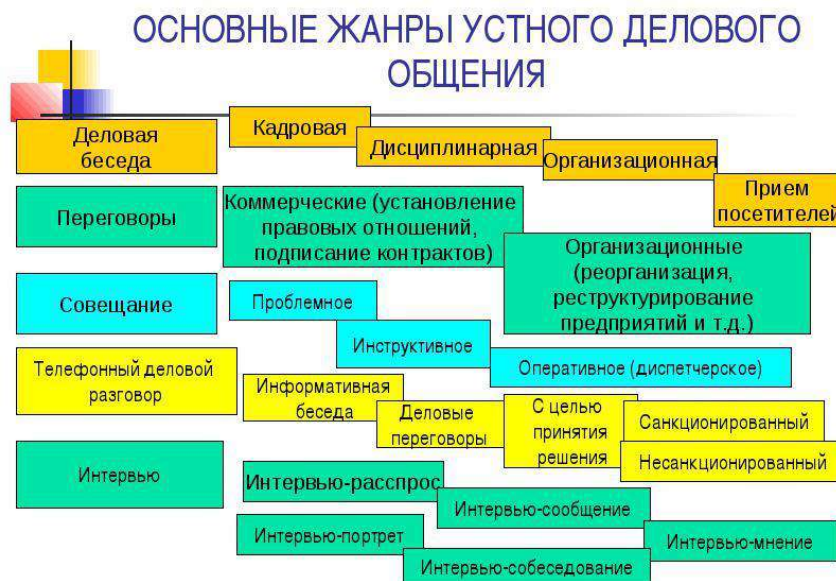 ОСНОВНЫЕ ЖАНРЫ УСТНОГО ДЕЛОВОГО
ОБЩЕНИЯ
Деловая
беседа
Кадровая
Дисциплинарная
Организационная
Прием
посетителей
Переговоры
Коммерческие (установление
правовых отношений,
подписание контрактов)
Организационные
(реорганизация,
реструктурирование
предприятий и т.д.)
Совещание
Проблемное
Инструктивное
Оперативное (диспетчерское)
Телефонный деловой
разговор
Информативная
беседа
Деловые
переговоры
С целью
принятия
решения
Санкционированный
Несанкционированный
Интервью
Интервью-расспрос
Интервью-сообщение
Интервью-портрет
Интервью-мнение
Интервью-собеседование